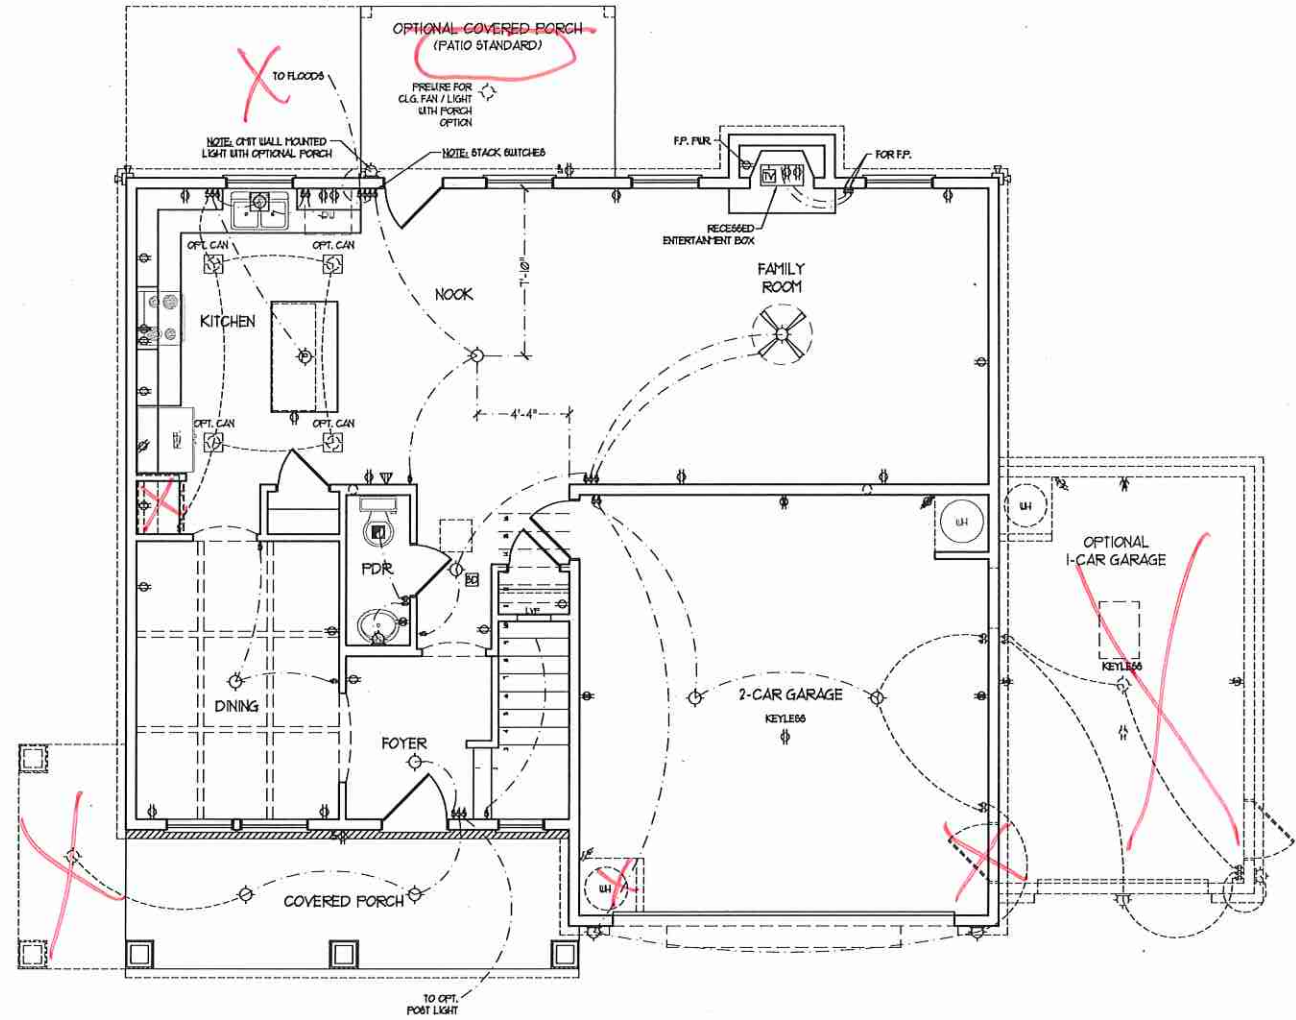 OPTIONAL COVERED PORCH
(PATIO STANDARD)
TO FLOODS
PREWIRE FOR
CLG. FAN / LIGHT
WITH PORCH
OPTION
NOTE: OMIT WALL MOUNTED
LIGHT WITH OPTIONAL PORCH
NOTE: STACK SWITCHES
F.P. PWR.
FOR F.P.
TV
RECESSED
ENTERTAINMENT BOX
OPT. CAN
OPT. CAN
FAMILY
ROOM
NOOK
7'-10"
KITCHEN
P
4'-4"
OPT. CAN
OPT. CAN
REF.
WH
WH
OPTIONAL
1-CAR GARAGE
PDR.
SD
KEYLESS
2-CAR GARAGE
KEYLESS
DINING
FOYER
WH
COVERED PORCH
TO OPT.
POST LIGHT